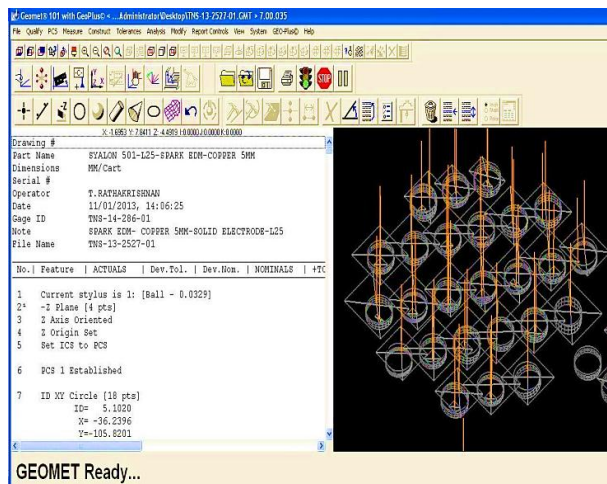 Geomet® 101 with GeoPlus© < ...Administrator\Desktop\TNS-13-2527-01.GMT > 7.00.035
File Qualify PCS Measure Construct Tolerances Analysis Modify Report Controls View System GEO-Plus© Help
X:-1.6953 Y: 7.8411 Z:-4.4919 I:0.0000 J:0.0000 K:0.0000
Drawing #
Part Name SYALON 501-L25-SPARK EDM-COPPER 5MM
Dimensions MM/Cart
Serial #
Operator T.RATHAKRISHNAN
Date 11/01/2013, 14:06:25
Gage ID TNS-14-286-01
Note SPARK EDM- COPPER 5MM-SOLID ELECTRODE-L25
File Name TNS-13-2527-01
No.| Feature | ACTUALS | Dev.Tol. | Dev.Nom. | NOMINALS | +TO
1 Current stylus is 1: [Ball - 0.0329]
2* -Z Plane [4 pts]
3 Z Axis Oriented
4 Z Origin Set
5 Set ICS to PCS
6 PCS 1 Established
7 ID XY Circle [18 pts]
ID= 5.1020
X= -36.2396
Y=-105.8201
GEOMET Ready...